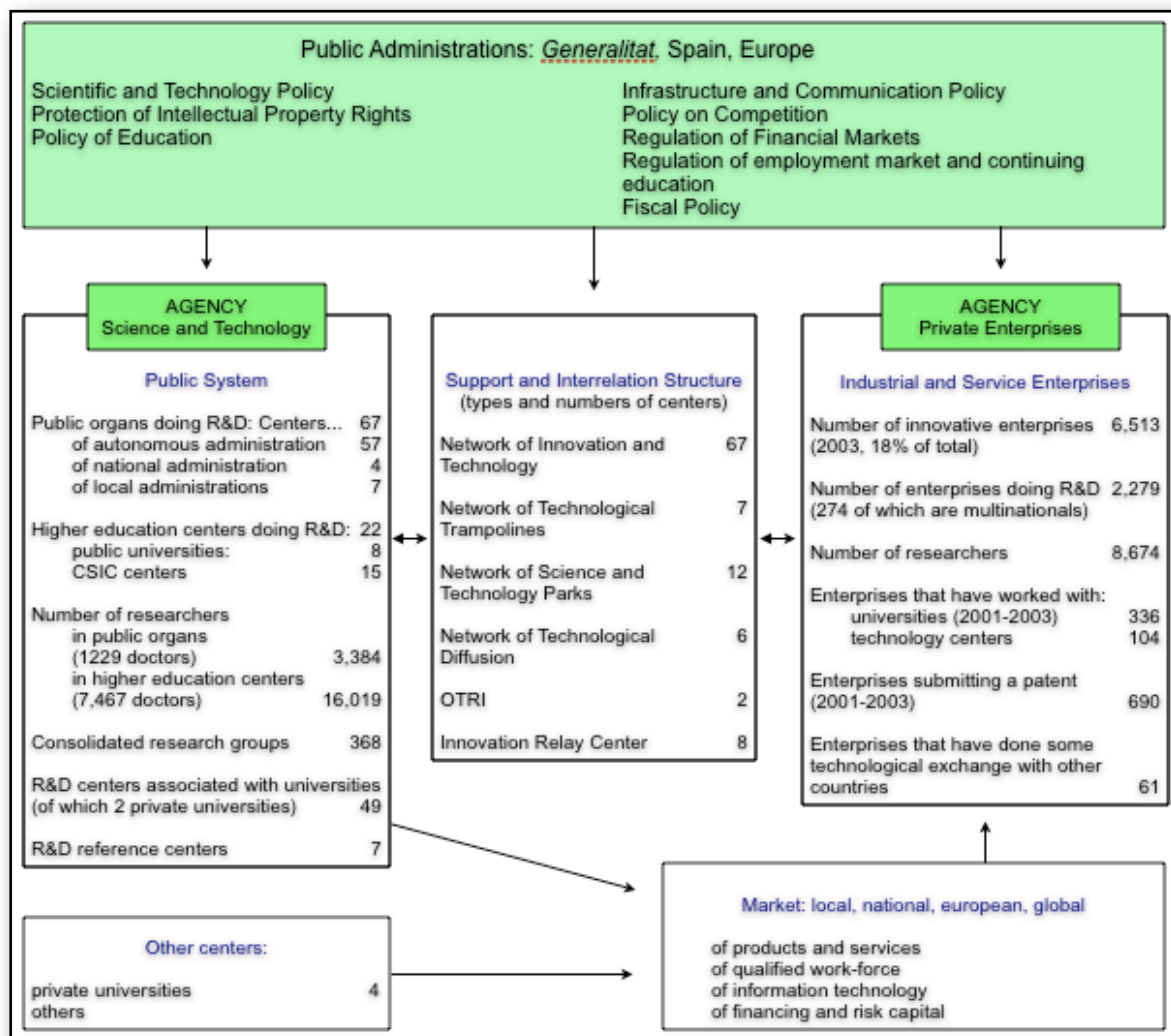 Public Administrations: Generalitat, Spain, Europe
Scientific and Technology Policy
Protection of Intellectual Property Rights
Policy of Education
Infrastructure and Communication Policy
Policy on Competition
Regulation of Financial Markets
Regulation of employment market and continuing
education
Fiscal Policy
AGENCY
Science and Technology
Public System
Public organs doing R&D: Centers... 67
of autonomous administration 57
of national administration 4
of local administrations 7
Higher education centers doing R&D: 22
public universities: 8
CSIC centers 15
Number of researchers
in public organs
(1229 doctors) 3,384
in higher education centers
(7,467 doctors) 16,019
Consolidated research groups 368
R&D centers associated with universities
(of which 2 private universities) 49
R&D reference centers 7
Support and Interrelation Structure
(types and numbers of centers)
Network of Innovation and 67
Technology
Network of Technological 7
Trampolines
Network of Science and 12
Technology Parks
Network of Technological 6
Diffusion
OTRI 2
Innovation Relay Center 8
AGENCY
Private Enterprises
Industrial and Service Enterprises
Number of innovative enterprises 6,513
(2003, 18% of total)
Number of enterprises doing R&D 2,279
(274 of which are multinationals)
Number of researchers 8,674
Enterprises that have worked with:
universities (2001-2003) 336
technology centers 104
Enterprises submitting a patent
(2001-2003) 690
Enterprises that have done some
technological exchange with other
countries 61
Other centers:
private universities 4
others
Market: local, national, european, global
of products and services
of qualified work-force
of information technology
of financing and risk capital